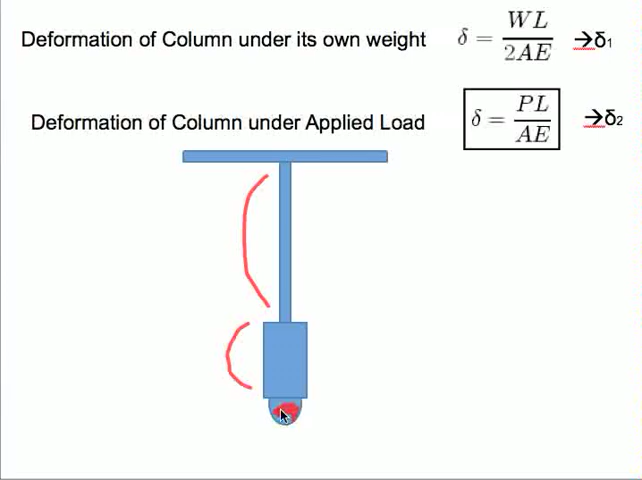 Deformation of Column under its own weight δ = WL / 2AE →δ₁
Deformation of Column under Applied Load δ = PL / AE →δ₂